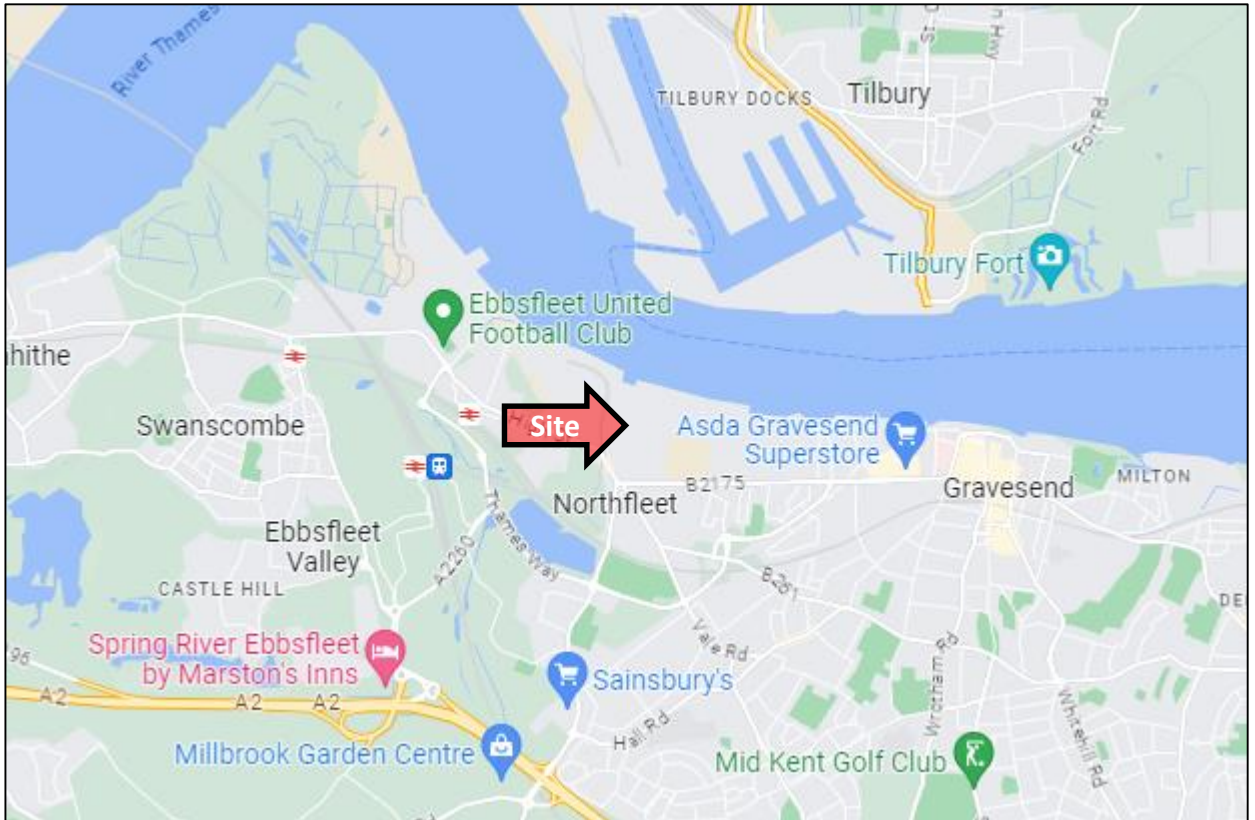 River Thames
TILBURY DOCKS
Tilbury
Fort Rd
Tilbury Fort
Ebbsfleet United
Football Club
hithe
Swanscombe
Site
Asda Gravesend
Superstore
Northfleet
B2175
Gravesend
MILTON
Ebbsfleet
Valley
Thames Way
A2260
CASTLE HILL
B261
DE
Spring River Ebbsfleet
by Marston's Inns
Vale Rd
Sainsbury's
Wrotham Rd
Whitehill Rd
A2
A2
A2
Hall Rd
Millbrook Garden Centre
Mid Kent Golf Club